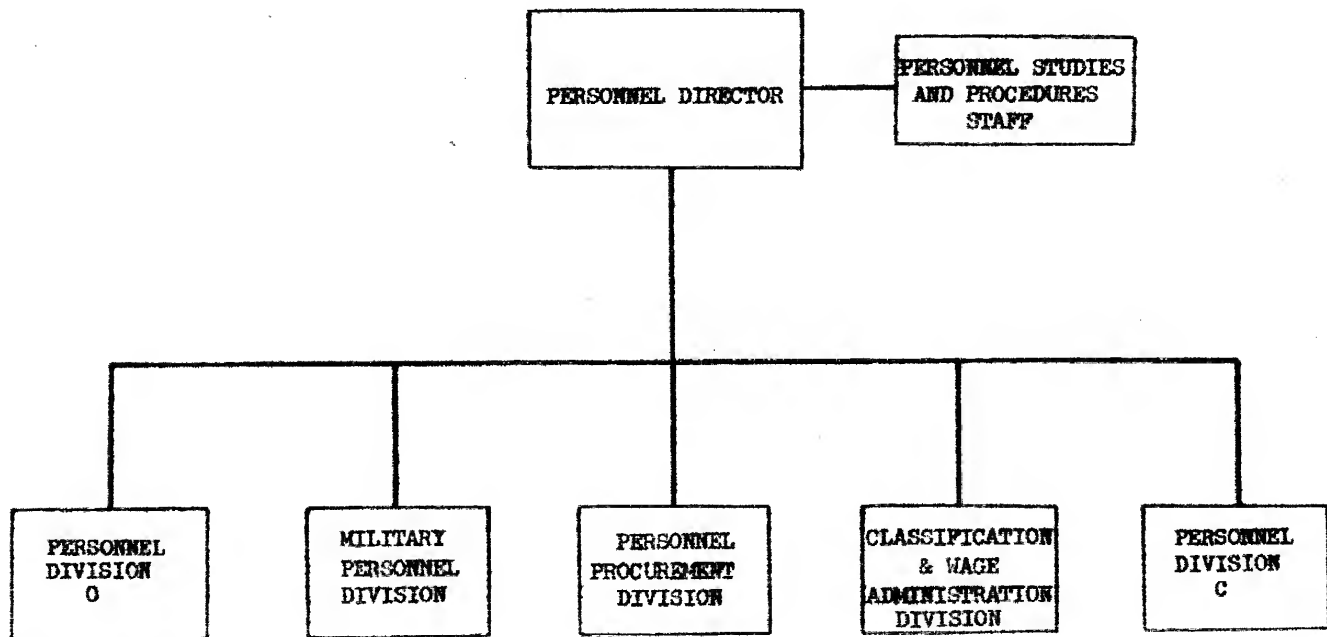 PERSONNEL DIRECTOR
PERSONNEL STUDIES
AND PROCEDURES
STAFF
PERSONNEL
DIVISION
O
MILITARY
PERSONNEL
DIVISION
PERSONNEL
PROCUREMENT
DIVISION
CLASSIFICATION
& WAGE
ADMINISTRATION
DIVISION
PERSONNEL
DIVISION
C